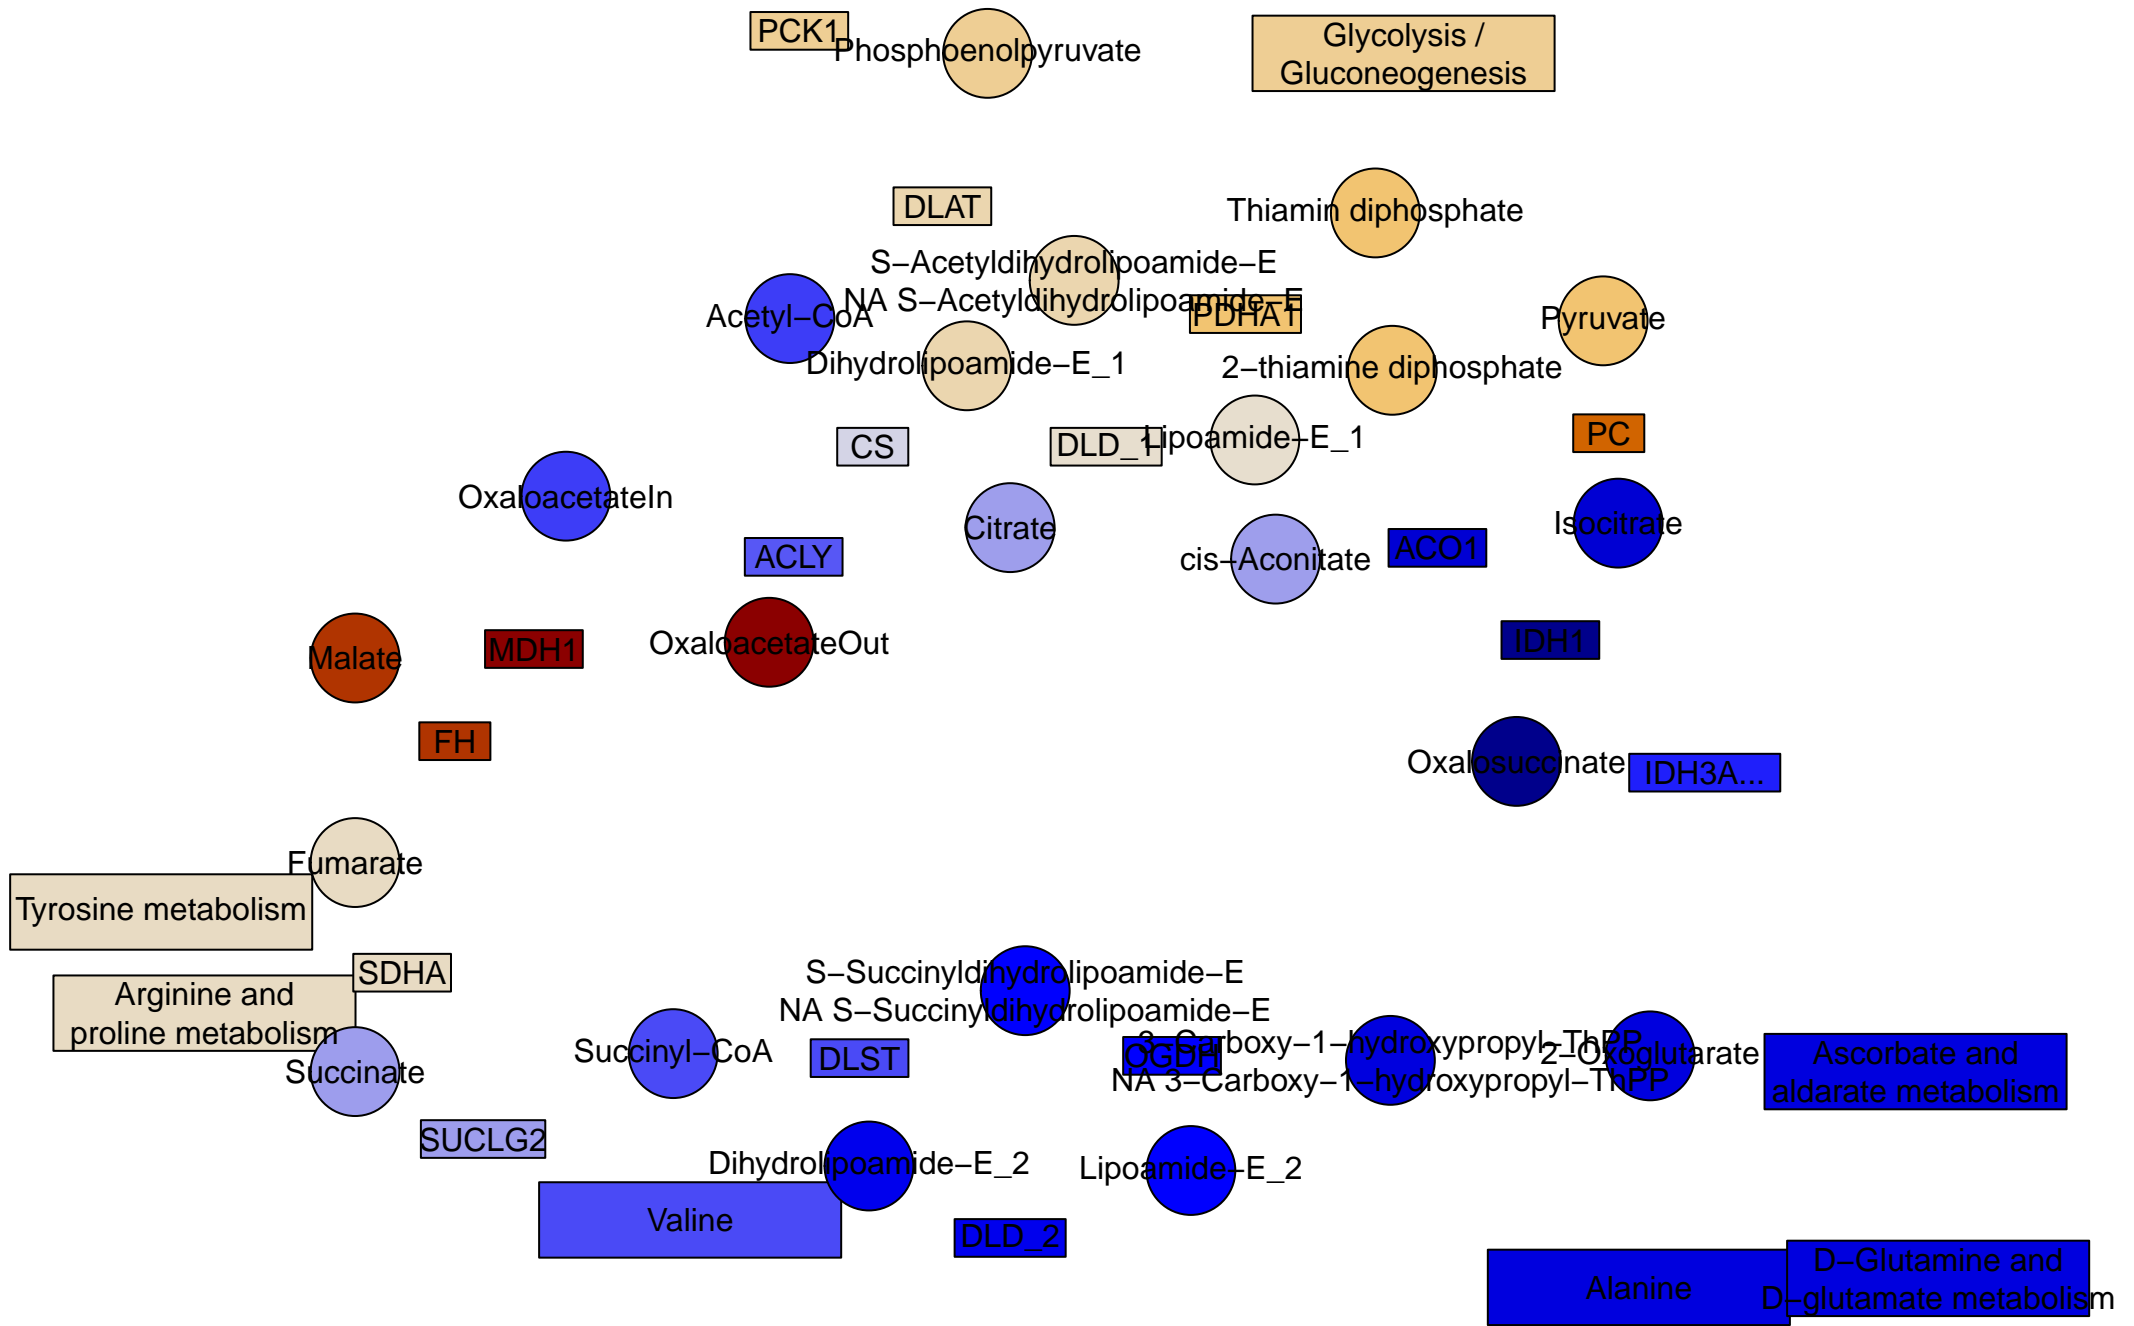 PCK1
Phosphoenolpyruvate
Glycolysis /
Gluconeogenesis
DLAT
Thiamin diphosphate
S−Acetyldihydrolipoamide−E
NA S−Acetyldihydrolipoamide−E
Acetyl−CoA
PDHA1
Pyruvate
Dihydrolipoamide−E_1
2−thiamine diphosphate
CS
DLD_1
Lipoamide−E_1
PC
OxaloacetateIn
Citrate
Isocitrate
ACLY
cis−Aconitate
ACO1
Malate
MDH1
OxaloacetateOut
IDH1
FH
Oxalosuccinate
IDH3A...
Fumarate
Tyrosine metabolism
SDHA
Arginine and
proline metabolism
Succinate
S−Succinyldihydrolipoamide−E
NA S−Succinyldihydrolipoamide−E
Succinyl−CoA
DLST
OGDH
3−Carboxy−1−hydroxypropyl−ThPP
NA 3−Carboxy−1−hydroxypropyl−ThPP
2−Oxoglutarate
Ascorbate and
aldarate metabolism
SUCLG2
Dihydrolipoamide−E_2
Lipoamide−E_2
Valine
DLD_2
Alanine
D−Glutamine and
D−glutamate metabolism